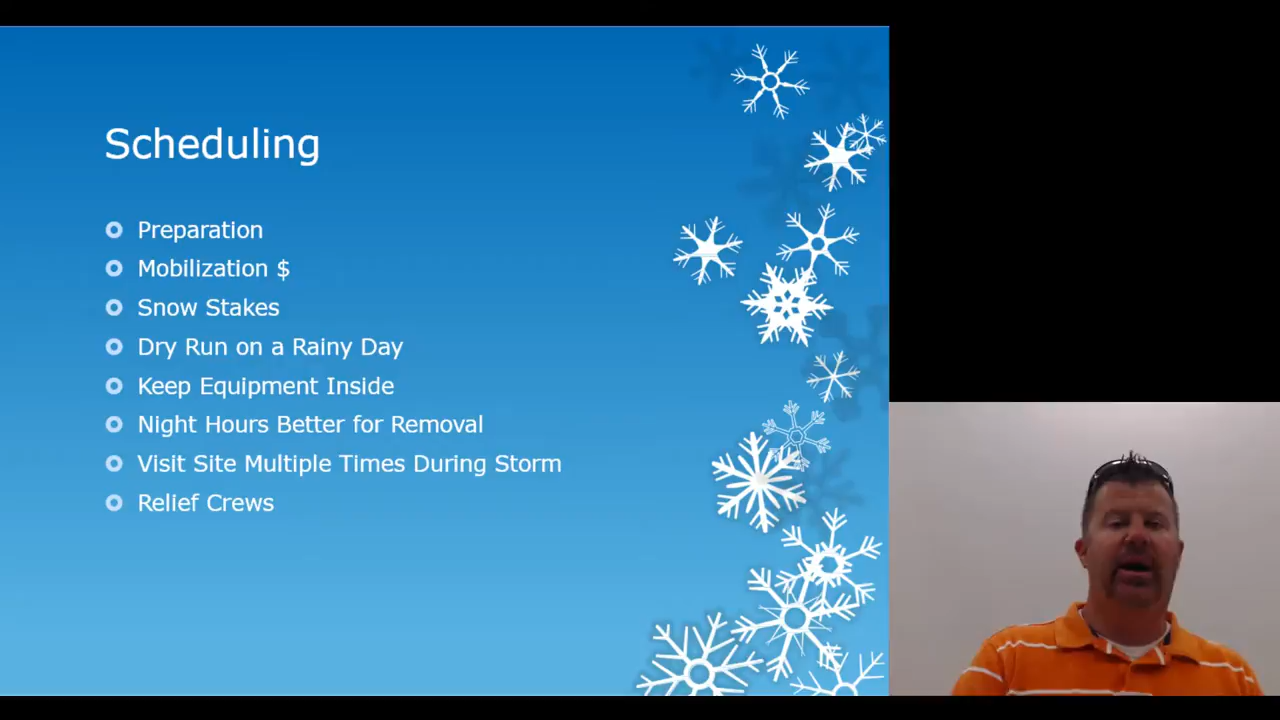 Scheduling
Preparation
Mobilization $
Snow Stakes
Dry Run on a Rainy Day
Keep Equipment Inside
Night Hours Better for Removal
Visit Site Multiple Times During Storm
Relief Crews